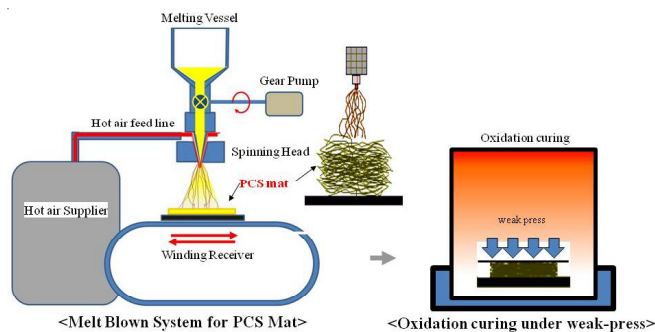 Melting Vessel
Gear Pump
Hot air feed line
Spinning Head
PCS mat
Hot air Supplier
Winding Receiver
<Melt Blown System for PCS Mat>
Oxidation curing
weak press
<Oxidation curing under weak-press>